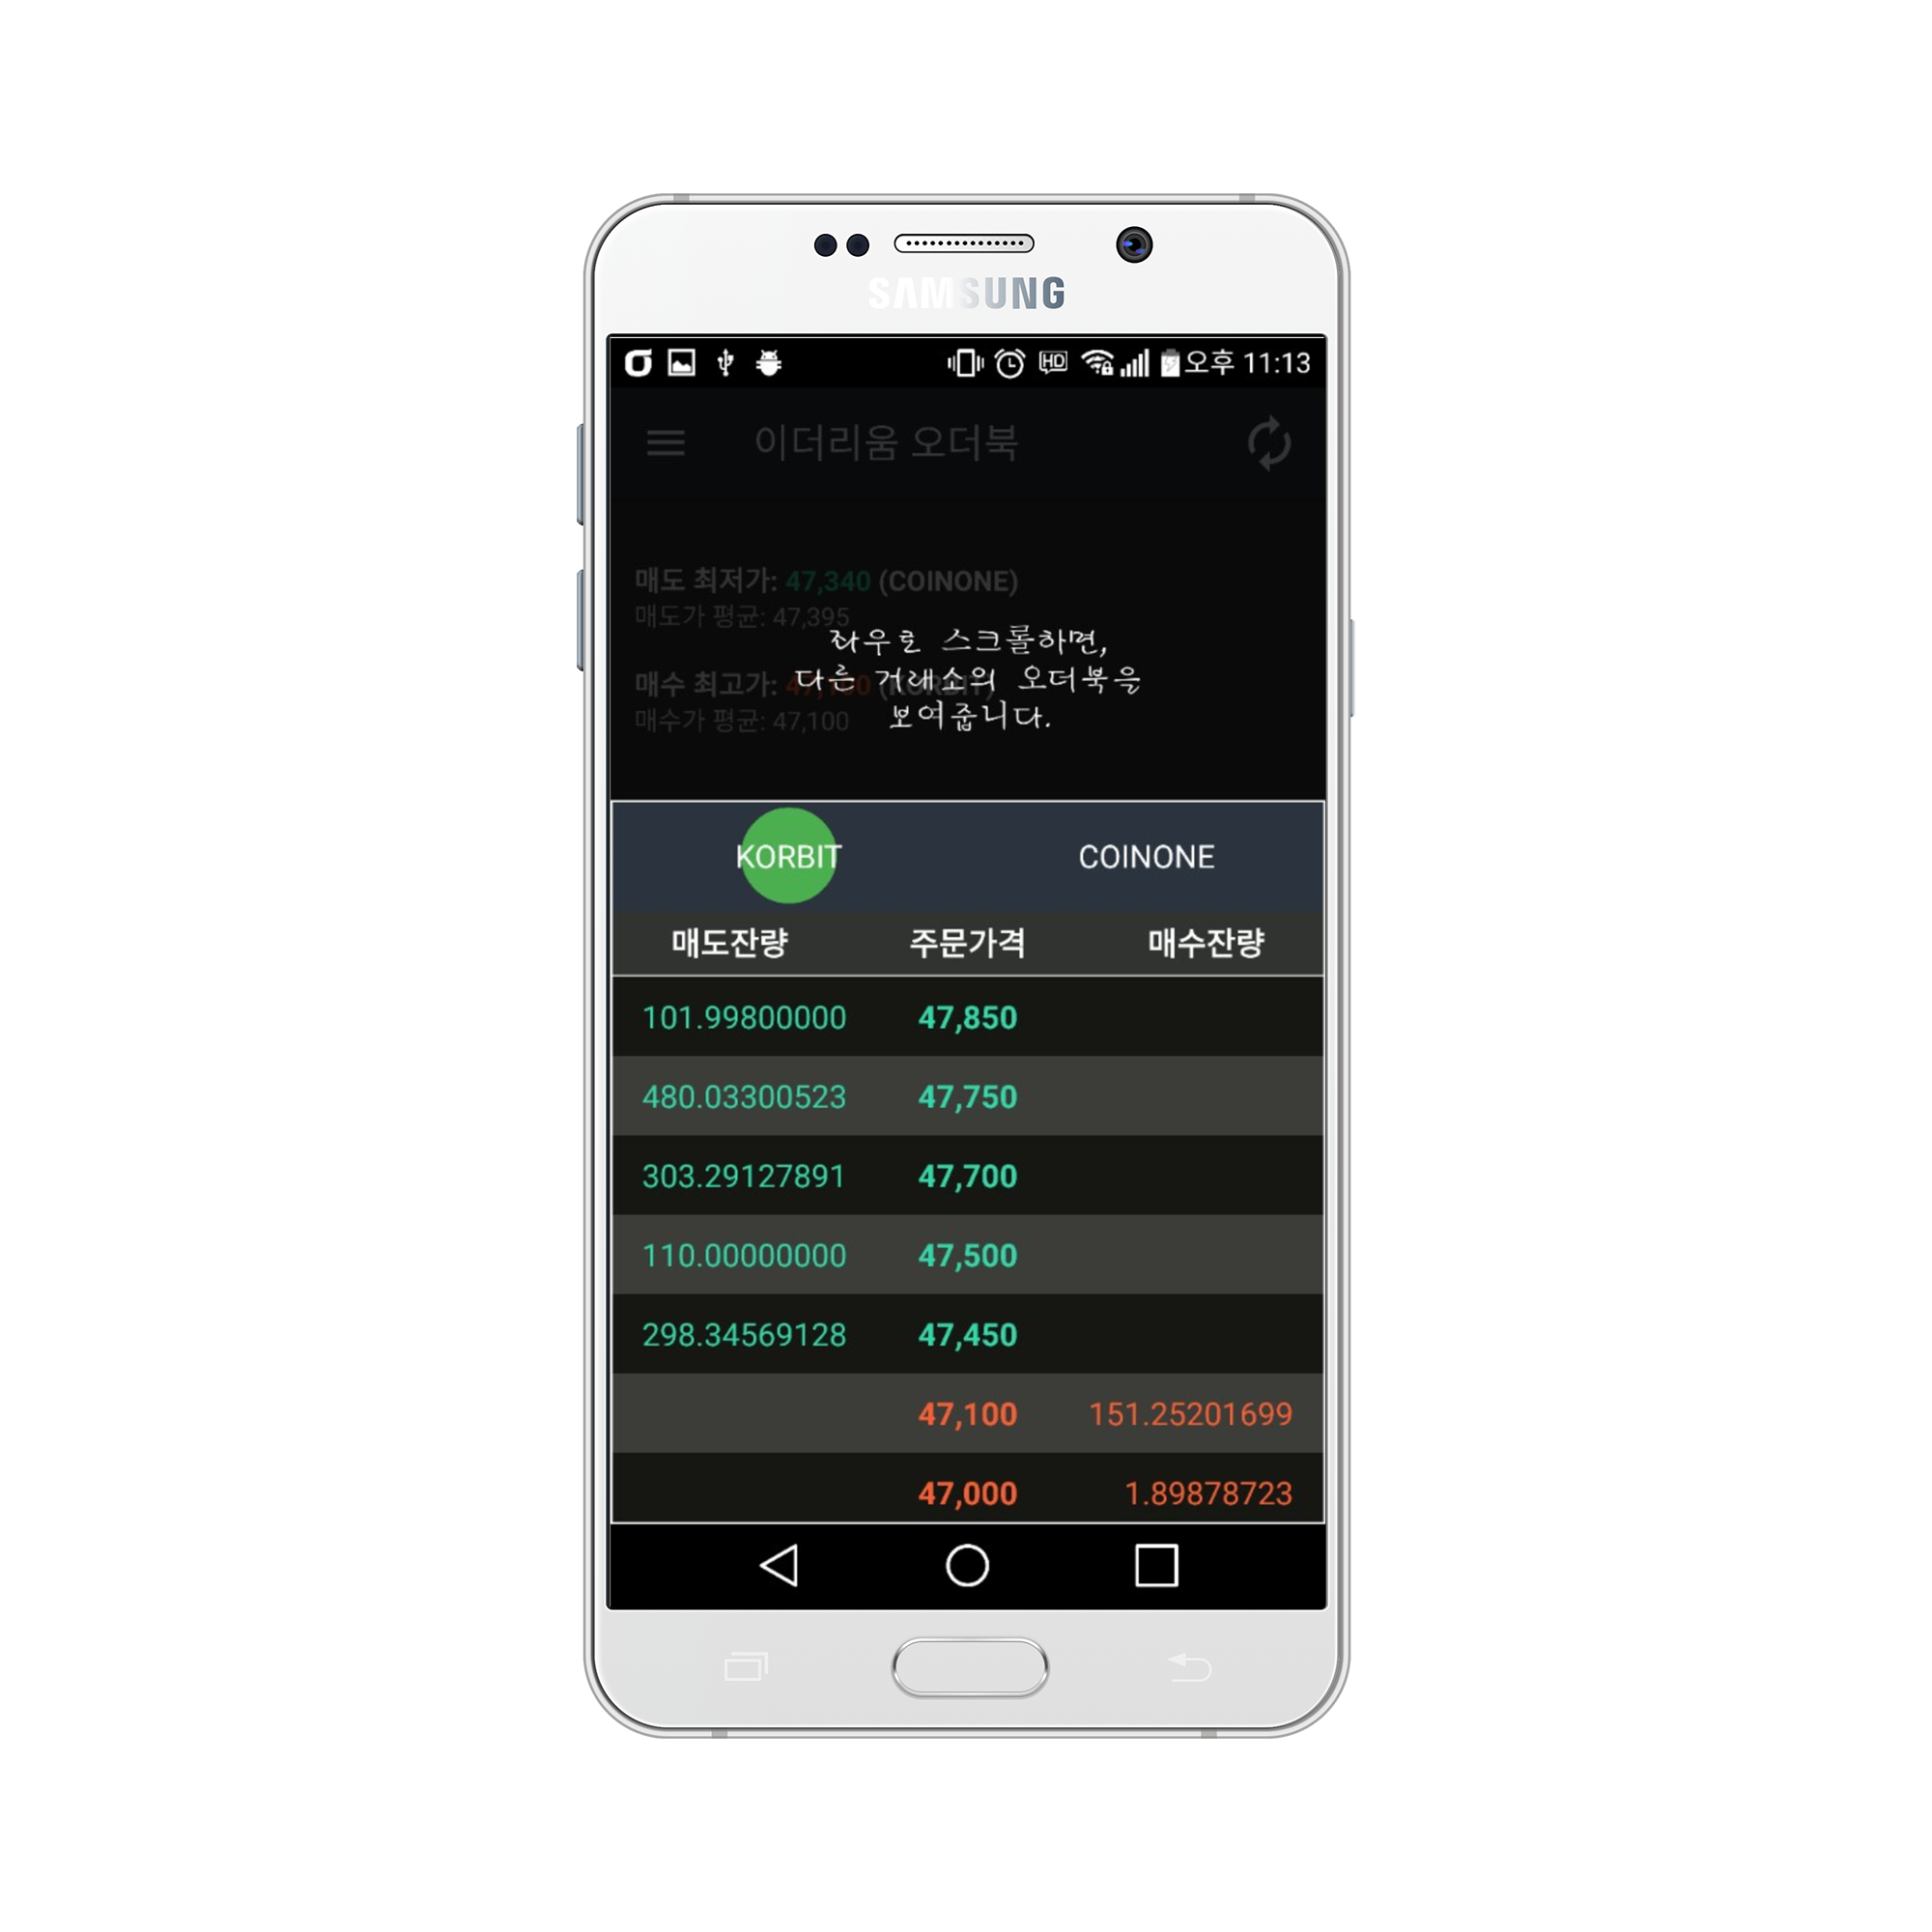 SAMSUNG
HD 오후 11:13
이더리움 오더북
매도 최저가: 47,340 (COINONE)
매도가 평균: 47,395
좌우로 스크롤하면,
다른 거래소의 오더북을
보여줍니다.
매수 최고가: 47,100 (KORBIT)
매수가 평균: 47,100
KORBIT COINONE
매도잔량 주문가격 매수잔량
101.99800000 47,850
480.03300523 47,750
303.29127891 47,700
110.00000000 47,500
298.34569128 47,450
47,100 151.25201699
47,000 1.89878723